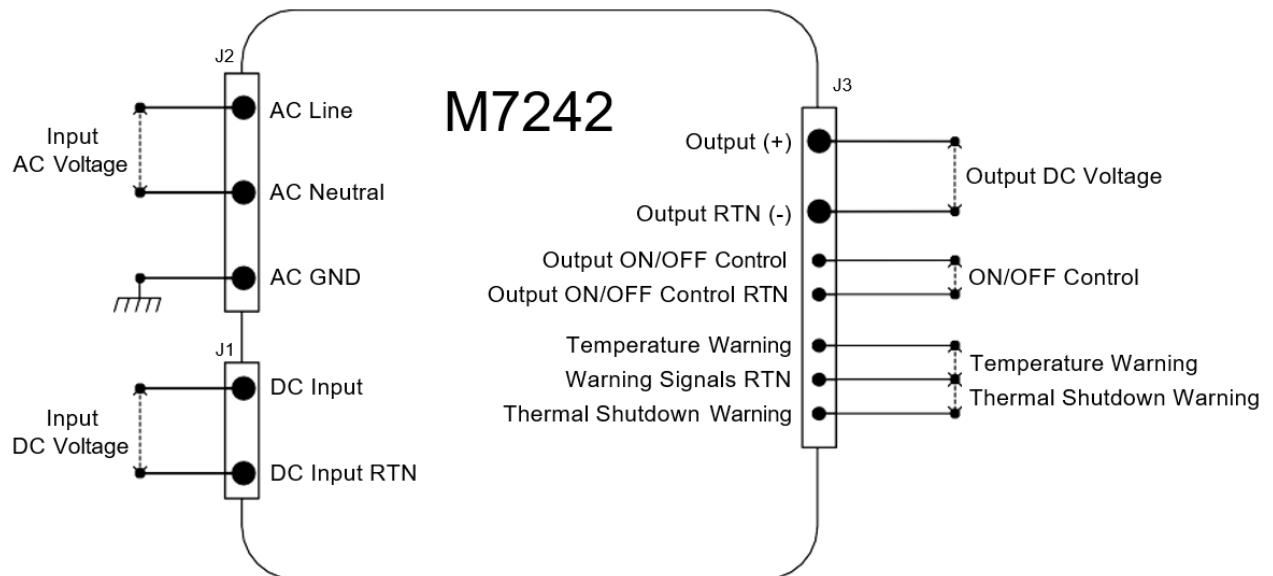 M7242
J2
AC Line
AC Neutral
AC GND
Input
AC Voltage
J1
DC Input
DC Input RTN
Input
DC Voltage
J3
Output (+)
Output RTN (-)
Output DC Voltage
Output ON/OFF Control
Output ON/OFF Control RTN
ON/OFF Control
Temperature Warning
Warning Signals RTN
Thermal Shutdown Warning
Temperature Warning
Thermal Shutdown Warning